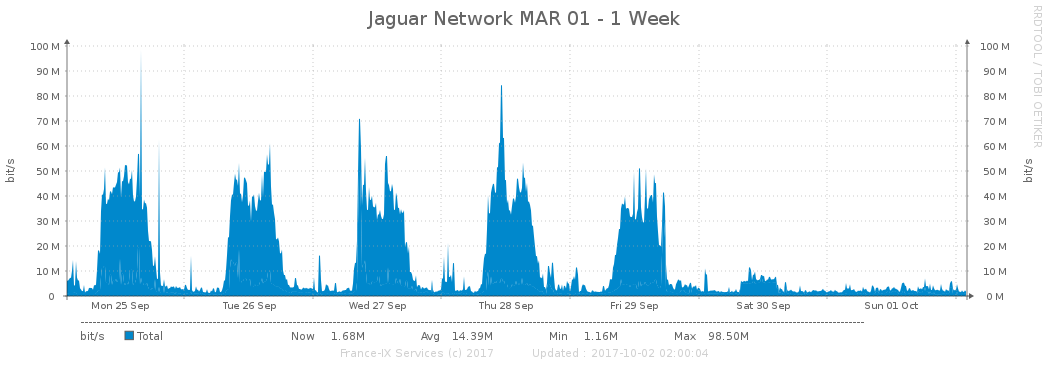 Jaguar Network MAR 01 - 1 Week
RRDTOOL / TOBI OETIKER
bit/s
bit/s
100 M 100 M
90 M 90 M
80 M 80 M
70 M 70 M
60 M 60 M
50 M 50 M
40 M 40 M
30 M 30 M
20 M 20 M
10 M 10 M
0 0 M
Mon 25 Sep Tue 26 Sep Wed 27 Sep Thu 28 Sep Fri 29 Sep Sat 30 Sep Sun 01 Oct
bit/s Total Now 1.68M Avg 14.39M Min 1.16M Max 98.50M
France-IX Services (c) 2017 Updated : 2017-10-02 02:00:04